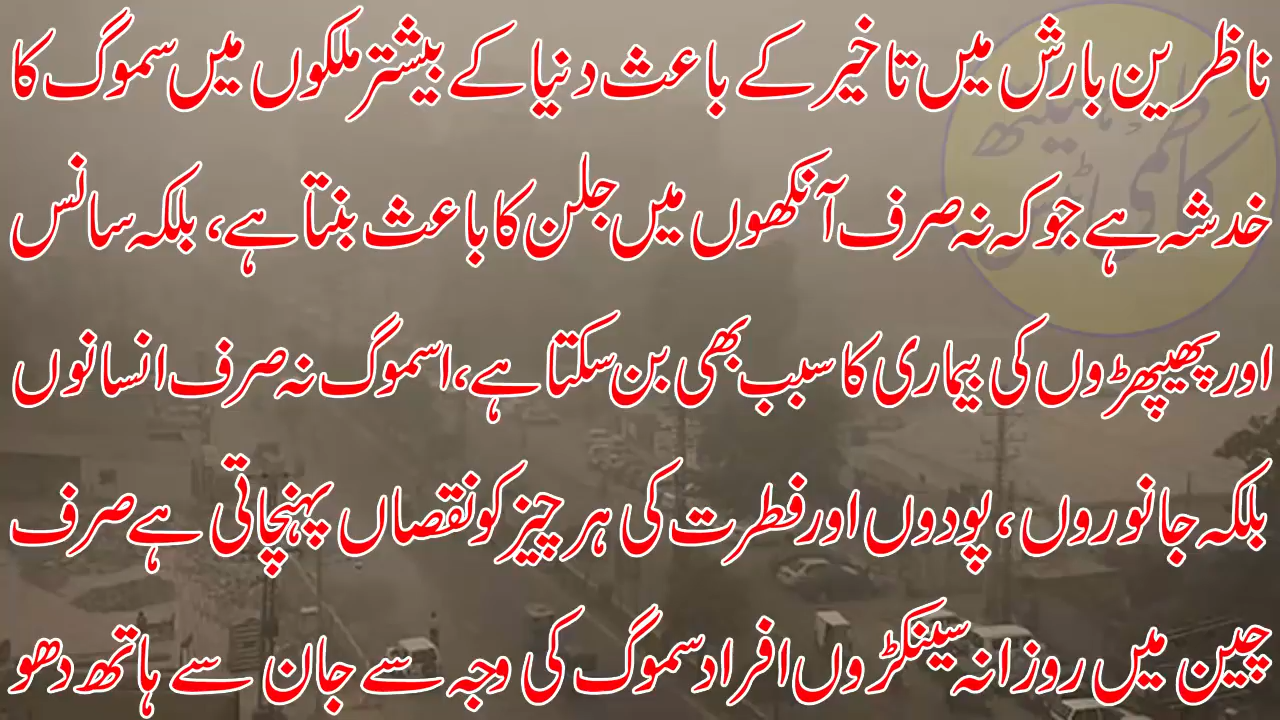 ناظرین بارش میں تاخیر کے باعث دنیا کے بیشتر ملکوں میں سموگ کا
خدشہ ہے جو کہ نہ صرف آنکھوں میں جلن کا باعث بنتا ہے، بلکہ سانس
اور پھیپھڑوں کی بیماری کا سبب بھی بن سکتا ہے، اسموگ نہ صرف انسانوں
بلکہ جانوروں ، پودوں اور فطرت کی ہر چیز کو نقصاں پہنچاتی ہے صرف
چین میں روزانہ سینکڑوں افراد سموگ کی وجہ سے جان سے ہاتھ دھو
کاظمی ہیلتھ